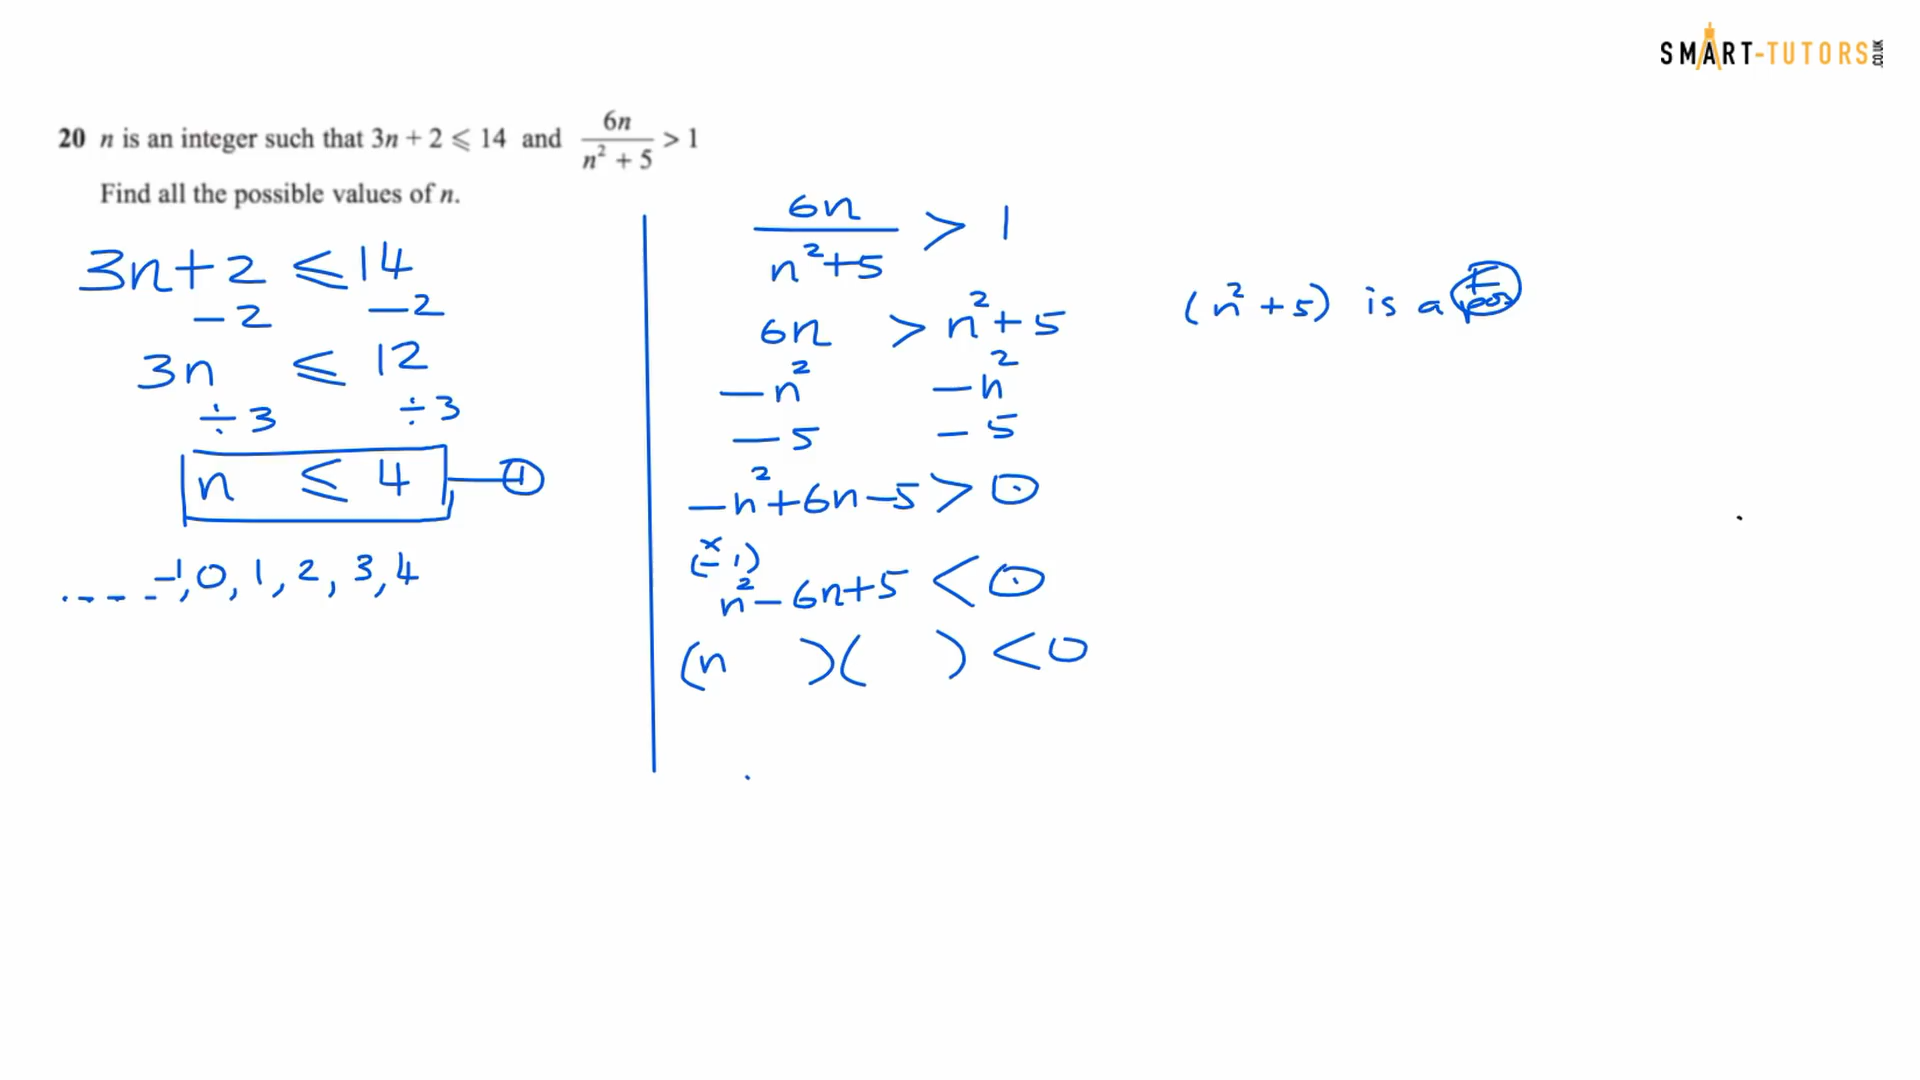 SMART-TUTORS.CO.UK
20 n is an integer such that 3n + 2 ⩽ 14 and 6n/(n² + 5) > 1
Find all the possible values of n.
3n+2 ⩽ 14
−2 −2
3n ⩽ 12
÷3 ÷3
n ⩽ 4 — ①
.... −1, 0, 1, 2, 3, 4
6n/(n²+5) > 1
6n > n²+5
−n² −n²
−5 −5
−n²+6n−5 > 0
×(−1)
n²−6n+5 < 0
(n )( ) < 0
(n²+5) is a